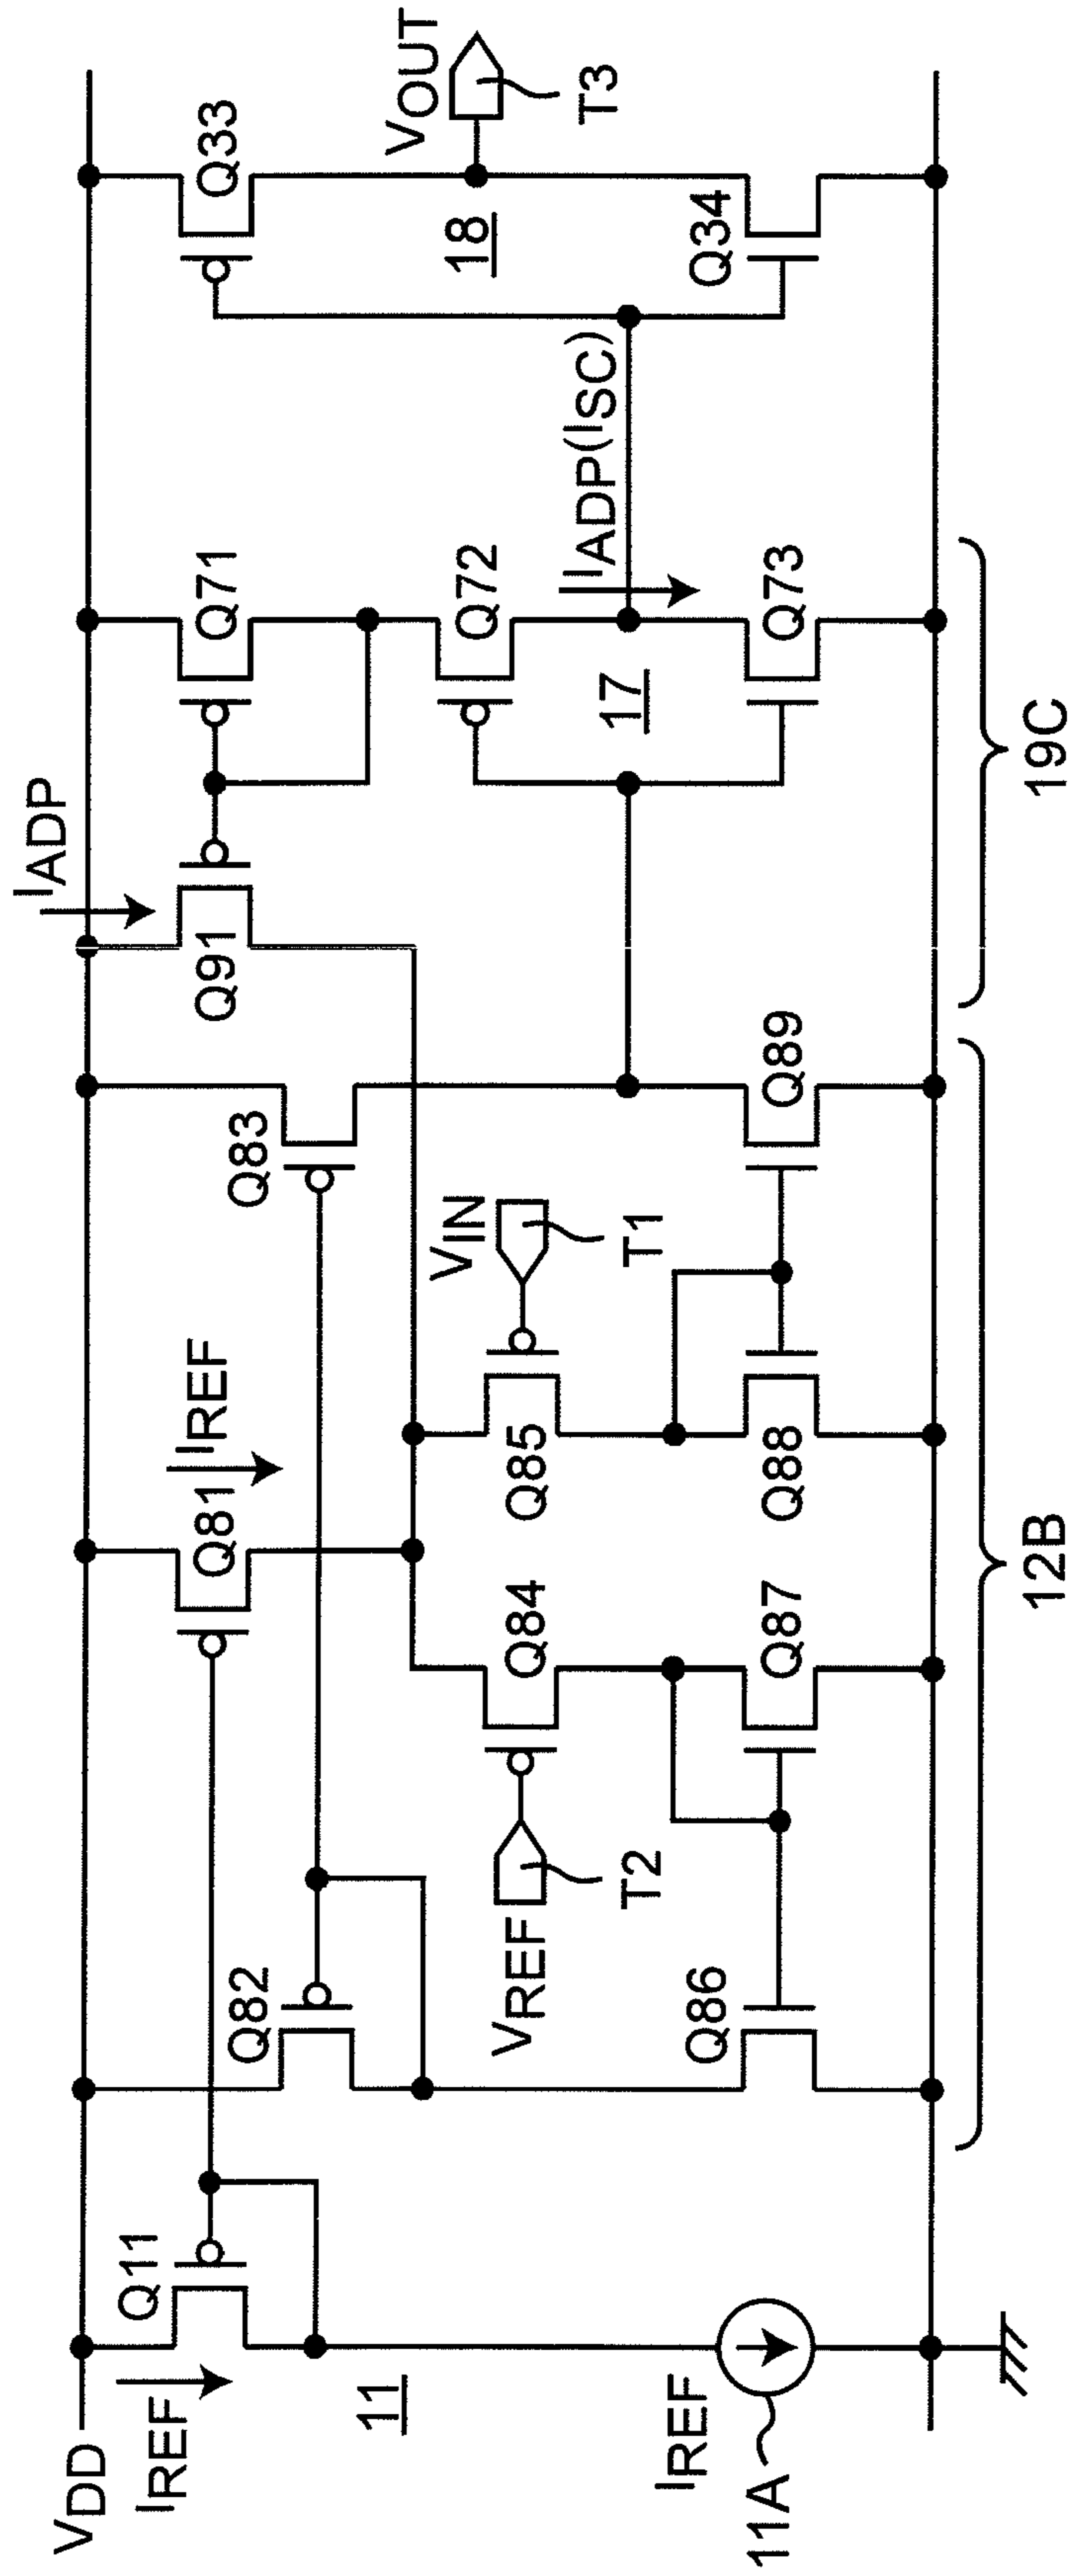 VDD
IREF
Q11
11
IREF
11A
Q82
Q86
VREF
T2
Q81
IREF
Q84
Q87
Q85
Q88
VIN
T1
Q83
Q89
12B
IADP
Q91
Q71
Q72
17
Q73
IADP(ISC)
19C
Q33
18
Q34
VOUT
T3